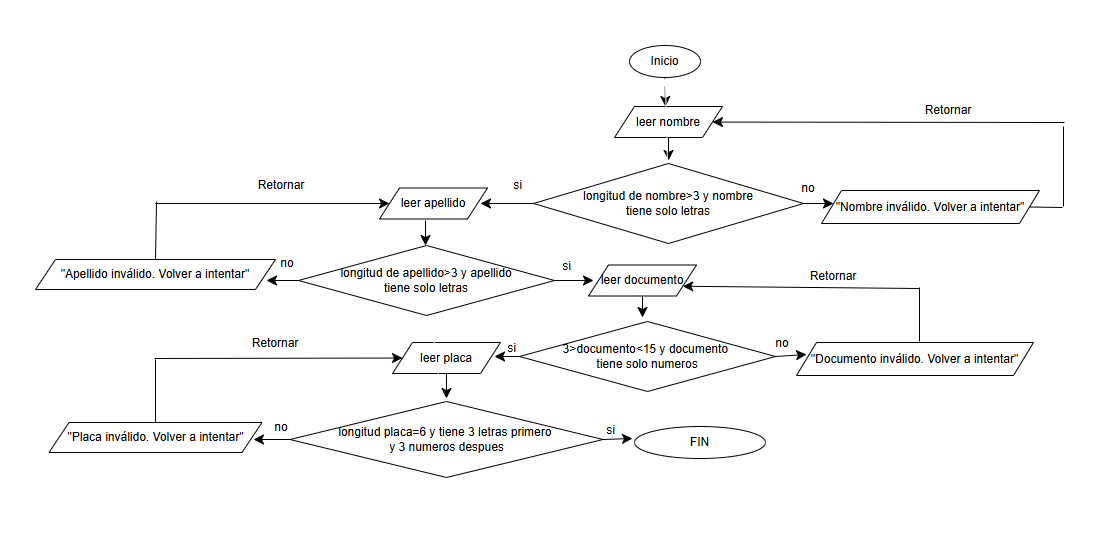 Inicio
leer nombre
Retornar
longitud de nombre>3 y nombre
tiene solo letras
si
no
"Nombre inválido. Volver a intentar"
leer apellido
Retornar
longitud de apellido>3 y apellido
tiene solo letras
no
si
"Apellido inválido. Volver a intentar"
leer documento
Retornar
3>documento<15 y documento
tiene solo numeros
si
no
"Documento inválido. Volver a intentar"
leer placa
Retornar
longitud placa=6 y tiene 3 letras primero
y 3 numeros despues
no
si
"Placa inválido. Volver a intentar"
FIN